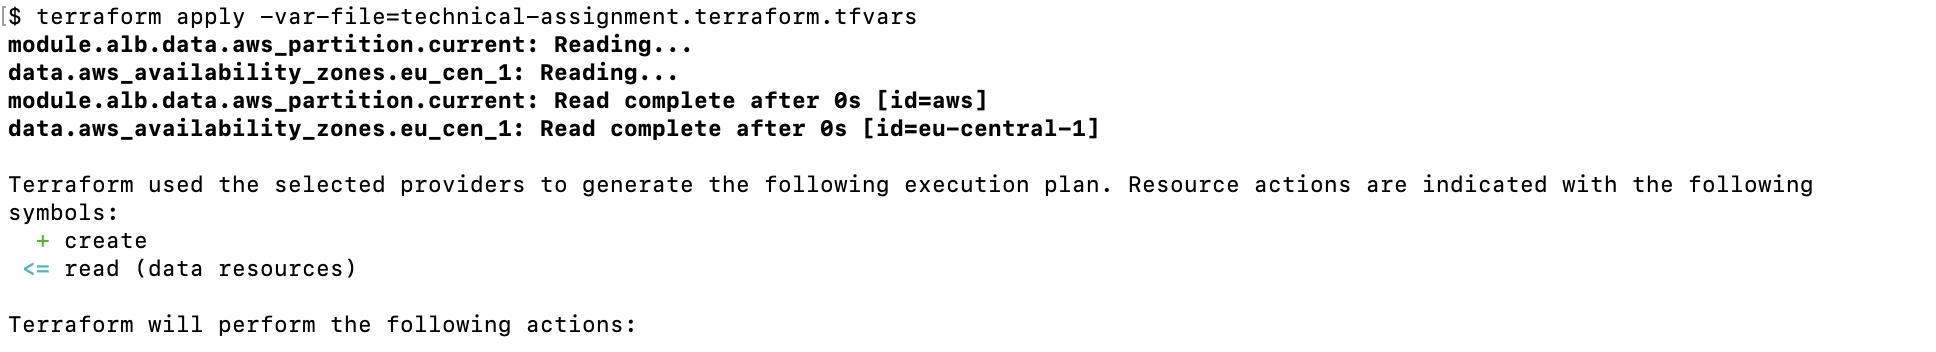 $ terraform apply -var-file=technical-assignment.terraform.tfvars
module.alb.data.aws_partition.current: Reading...
data.aws_availability_zones.eu_cen_1: Reading...
module.alb.data.aws_partition.current: Read complete after 0s [id=aws]
data.aws_availability_zones.eu_cen_1: Read complete after 0s [id=eu-central-1]
Terraform used the selected providers to generate the following execution plan. Resource actions are indicated with the following
symbols:
+ create
<= read (data resources)
Terraform will perform the following actions: